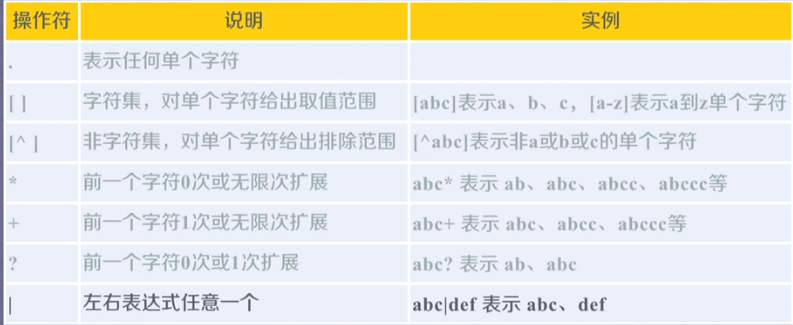 操作符 说明 实例
. 表示任何单个字符
[ ] 字符集，对单个字符给出取值范围 [abc]表示a、b、c，[a-z]表示a到z单个字符
[^ ] 非字符集，对单个字符给出排除范围 [^abc]表示非a或b或c的单个字符
* 前一个字符0次或无限次扩展 abc* 表示 ab、abc、abcc、abccc等
+ 前一个字符1次或无限次扩展 abc+ 表示 abc、abcc、abccc等
? 前一个字符0次或1次扩展 abc? 表示 ab、abc
| 左右表达式任意一个 abc|def 表示 abc、def